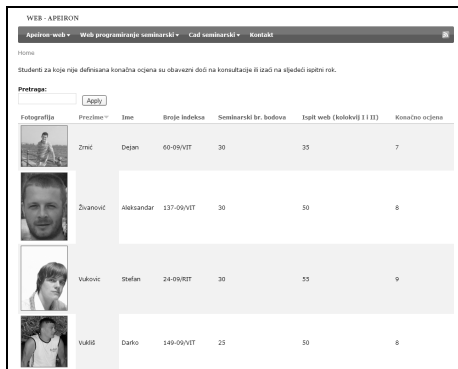 WEB - APEIRON
Apeiron-web Web programiranje seminarski Cad seminarski Kontakt
Home
Studenti za koje nije definisana konačna ocjena su obavezni doći na konsultacije ili izaći na sljedeći ispitni rok.
Pretraga:
Apply
Fotografija Prezime Ime Broje indeksa Seminarski br. bodova Ispit web (kolokvij I i II) Konačno ocjena
Zrnić Dejan 60-09/VIT 30 35 7
Živanović Aleksandar 137-09/VIT 30 50 8
Vukovic Stefan 24-09/RIT 30 55 9
Vukliš Darko 149-09/VIT 25 50 8